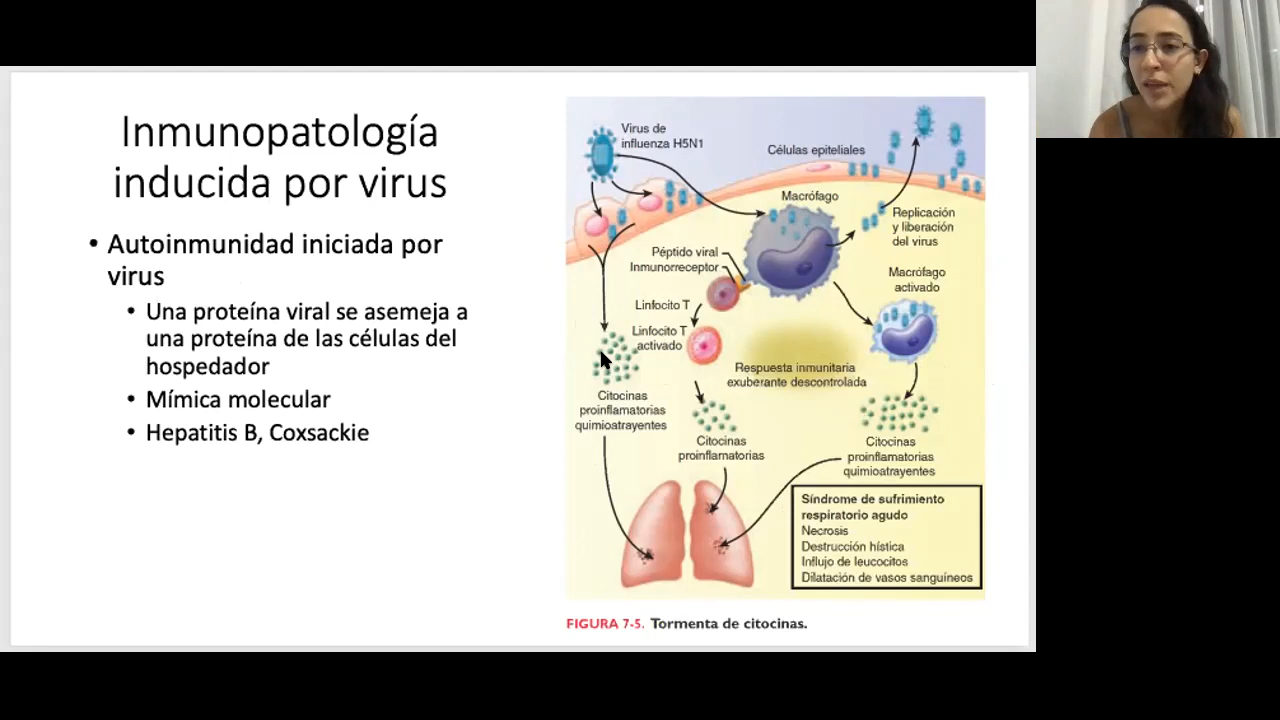 Inmunopatología
inducida por virus
• Autoinmunidad iniciada por
virus
• Una proteína viral se asemeja a
una proteína de las células del
hospedador
• Mímica molecular
• Hepatitis B, Coxsackie
Virus de
influenza H5N1
Células epiteliales
Macrófago
Replicación
y liberación
del virus
Péptido viral
Inmunorreceptor
Macrófago
activado
Linfocito T
Linfocito T
activado
Respuesta inmunitaria
exuberante descontrolada
Citocinas
proinflamatorias
quimioatrayentes
Citocinas
proinflamatorias
Citocinas
proinflamatorias
quimioatrayentes
Síndrome de sufrimiento
respiratorio agudo
Necrosis
Destrucción hística
Influjo de leucocitos
Dilatación de vasos sanguíneos
FIGURA 7-5. Tormenta de citocinas.